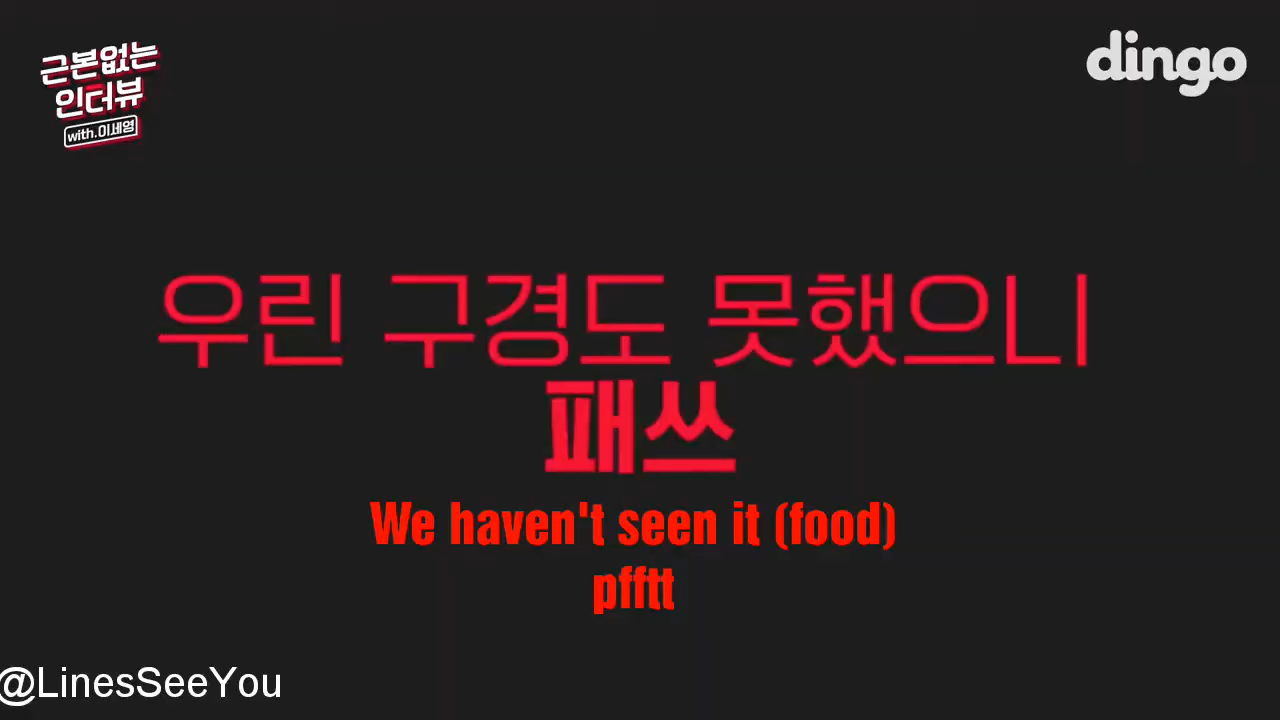 근본없는
인터뷰
with.이세영
dingo
우린 구경도 못했으니
패쓰
We haven't seen it (food)
pfftt
@LinesSeeYou